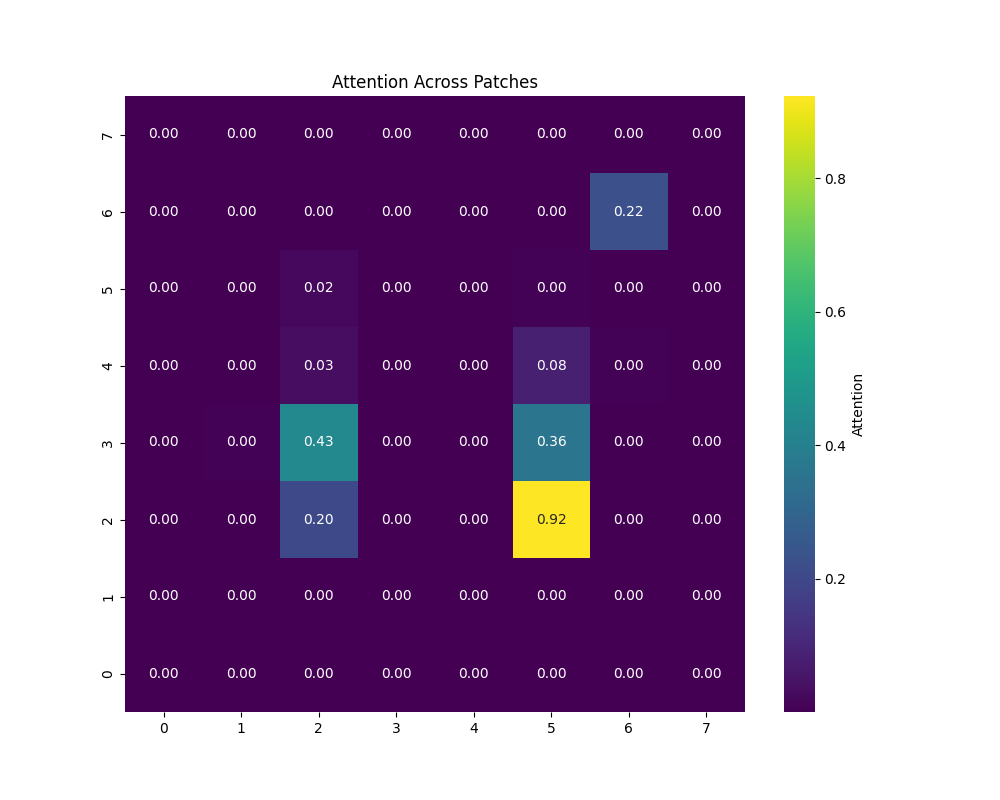 Attention Across Patches
7 0.00 0.00 0.00 0.00 0.00 0.00 0.00 0.00
0.8
6 0.00 0.00 0.00 0.00 0.00 0.00 0.22 0.00
5 0.00 0.00 0.02 0.00 0.00 0.00 0.00 0.00
0.6
4 0.00 0.00 0.03 0.00 0.00 0.08 0.00 0.00
Attention
3 0.00 0.00 0.43 0.00 0.00 0.36 0.00 0.00
0.4
2 0.00 0.00 0.20 0.00 0.00 0.92 0.00 0.00
0.2
1 0.00 0.00 0.00 0.00 0.00 0.00 0.00 0.00
0 0.00 0.00 0.00 0.00 0.00 0.00 0.00 0.00
0 1 2 3 4 5 6 7